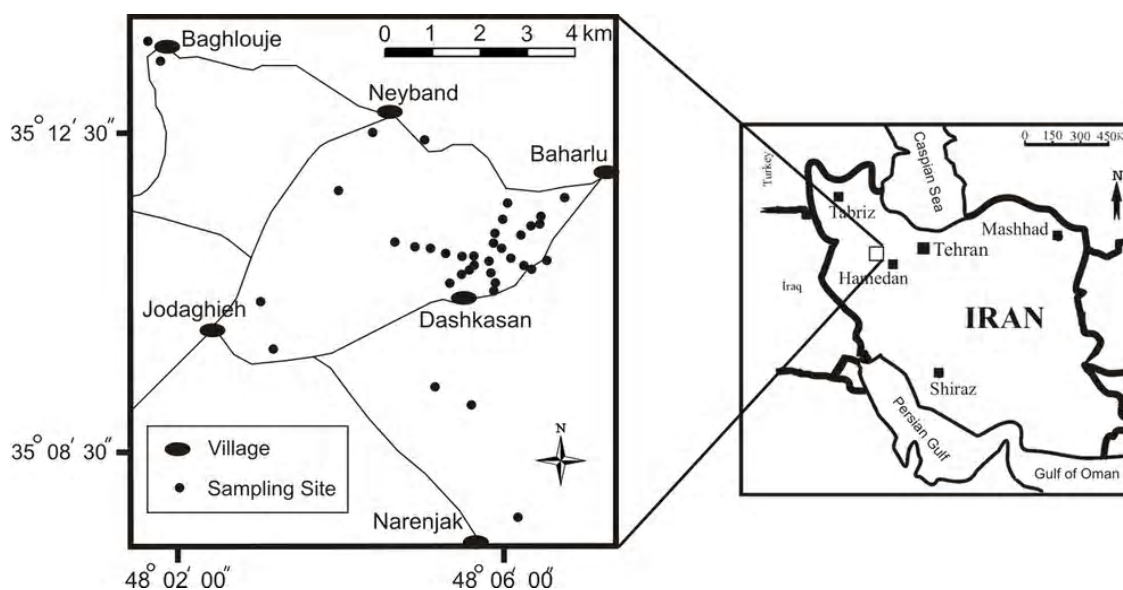 Baghlouje
0 1 2 3 4 km
Neyband
35° 12′ 30″
Baharlu
Jodaghieh
Dashkasan
N
35° 08′ 30″
Village
Sampling Site
Narenjak
48° 02′ 00″
48° 06′ 00″
Turkey
Caspian Sea
0 150 300 450K
N
Tabriz
Mashhad
Tehran
Hamedan
Iraq
IRAN
Shiraz
Persian Gulf
Gulf of Oman